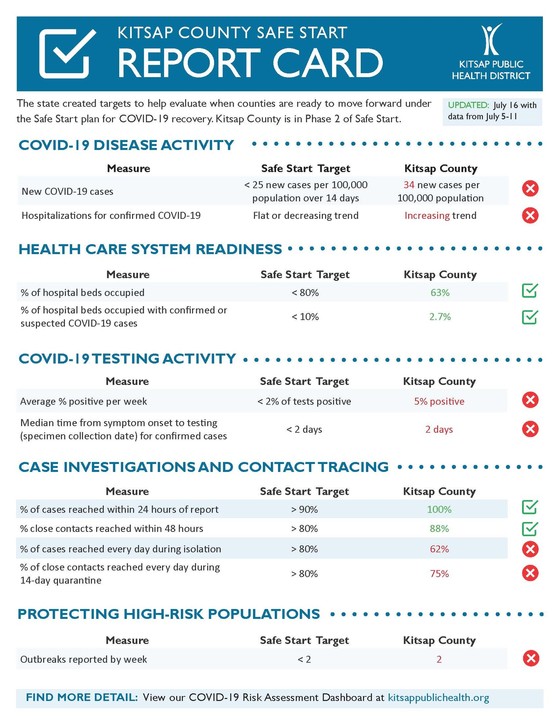 KITSAP COUNTY SAFE START
REPORT CARD
KITSAP PUBLIC
HEALTH DISTRICT
The state created targets to help evaluate when counties are ready to move forward under
the Safe Start plan for COVID-19 recovery. Kitsap County is in Phase 2 of Safe Start.
UPDATED: July 16 with
data from July 5-11
COVID-19 DISEASE ACTIVITY
Measure Safe Start Target Kitsap County
New COVID-19 cases < 25 new cases per 100,000 34 new cases per
population over 14 days 100,000 population
Hospitalizations for confirmed COVID-19 Flat or decreasing trend Increasing trend
HEALTH CARE SYSTEM READINESS
Measure Safe Start Target Kitsap County
% of hospital beds occupied < 80% 63%
% of hospital beds occupied with confirmed or < 10% 2.7%
suspected COVID-19 cases
COVID-19 TESTING ACTIVITY
Measure Safe Start Target Kitsap County
Average % positive per week < 2% of tests positive 5% positive
Median time from symptom onset to testing < 2 days 2 days
(specimen collection date) for confirmed cases
CASE INVESTIGATIONS AND CONTACT TRACING
Measure Safe Start Target Kitsap County
% of cases reached within 24 hours of report > 90% 100%
% close contacts reached within 48 hours > 80% 88%
% of cases reached every day during isolation > 80% 62%
% of close contacts reached every day during > 80% 75%
14-day quarantine
PROTECTING HIGH-RISK POPULATIONS
Measure Safe Start Target Kitsap County
Outbreaks reported by week < 2 2
FIND MORE DETAIL: View our COVID-19 Risk Assessment Dashboard at kitsappublichealth.org